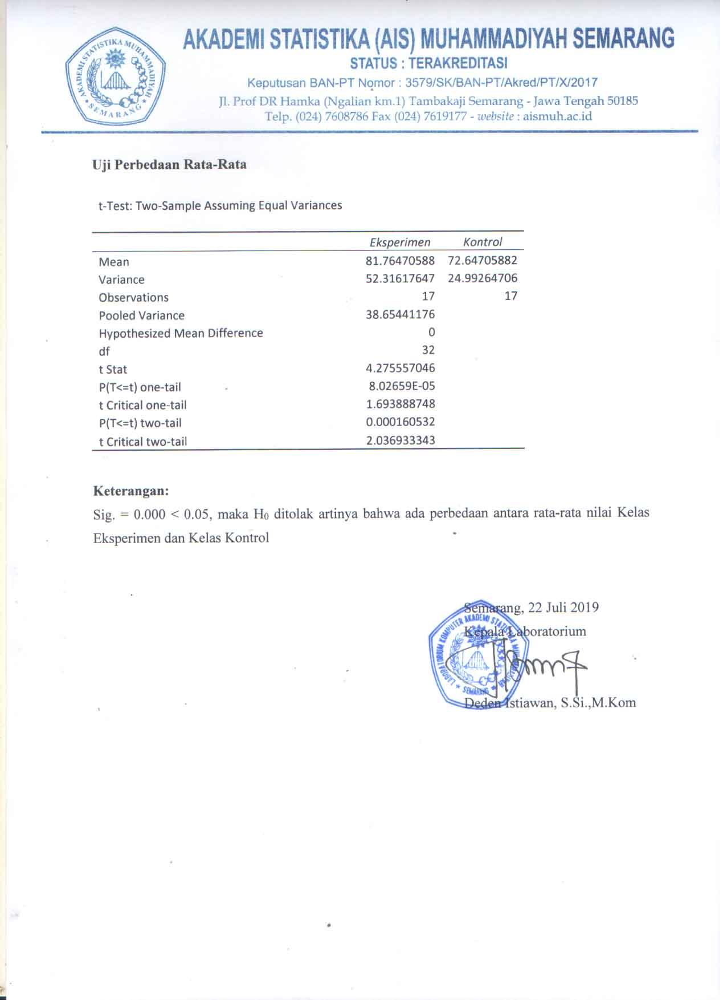 AKADEMI STATISTIKA (AIS) MUHAMMADIYAH SEMARANG
STATUS : TERAKREDITASI
Keputusan BAN-PT Nomor : 3579/SK/BAN-PT/Akred/PT/X/2017
Jl. Prof DR Hamka (Ngalian km.1) Tambakaji Semarang - Jawa Tengah 50185
Telp. (024) 7608786 Fax (024) 7619177 - website : aismuh.ac.id
AKADEMI STATISTIKA MUHAMMADIYAH
SEMARANG
Uji Perbedaan Rata-Rata
t-Test: Two-Sample Assuming Equal Variances
Eksperimen Kontrol
Mean 81.76470588 72.64705882
Variance 52.31617647 24.99264706
Observations 17 17
Pooled Variance 38.65441176
Hypothesized Mean Difference 0
df 32
t Stat 4.275557046
P(T<=t) one-tail 8.02659E-05
t Critical one-tail 1.693888748
P(T<=t) two-tail 0.000160532
t Critical two-tail 2.036933343
Keterangan:
Sig. = 0.000 < 0.05, maka H0 ditolak artinya bahwa ada perbedaan antara rata-rata nilai Kelas
Eksperimen dan Kelas Kontrol
Semarang, 22 Juli 2019
Kepala Laboratorium
LABORATORIUM KOMPUTER AKADEMI STATISTIKA
SEMARANG
Deden Istiawan, S.Si.,M.Kom